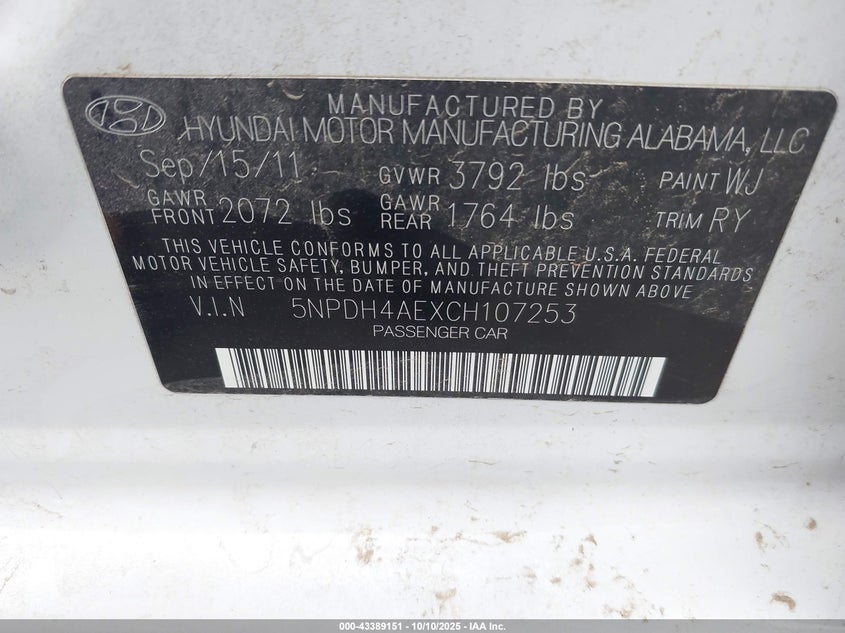 MANUFACTURED BY
HYUNDAI MOTOR MANUFACTURING ALABAMA, LLC
Sep/15/11 GVWR 3792 lbs PAINT WJ
GAWR FRONT 2072 lbs GAWR REAR 1764 lbs TRIM RY
THIS VEHICLE CONFORMS TO ALL APPLICABLE U.S.A. FEDERAL
MOTOR VEHICLE SAFETY, BUMPER, AND THEFT PREVENTION STANDARDS
IN EFFECT ON THE DATE OF MANUFACTURE SHOWN ABOVE
V.I.N 5NPDH4AEXCH107253
PASSENGER CAR
000-43389151 - 10/10/2025 - IAA Inc.